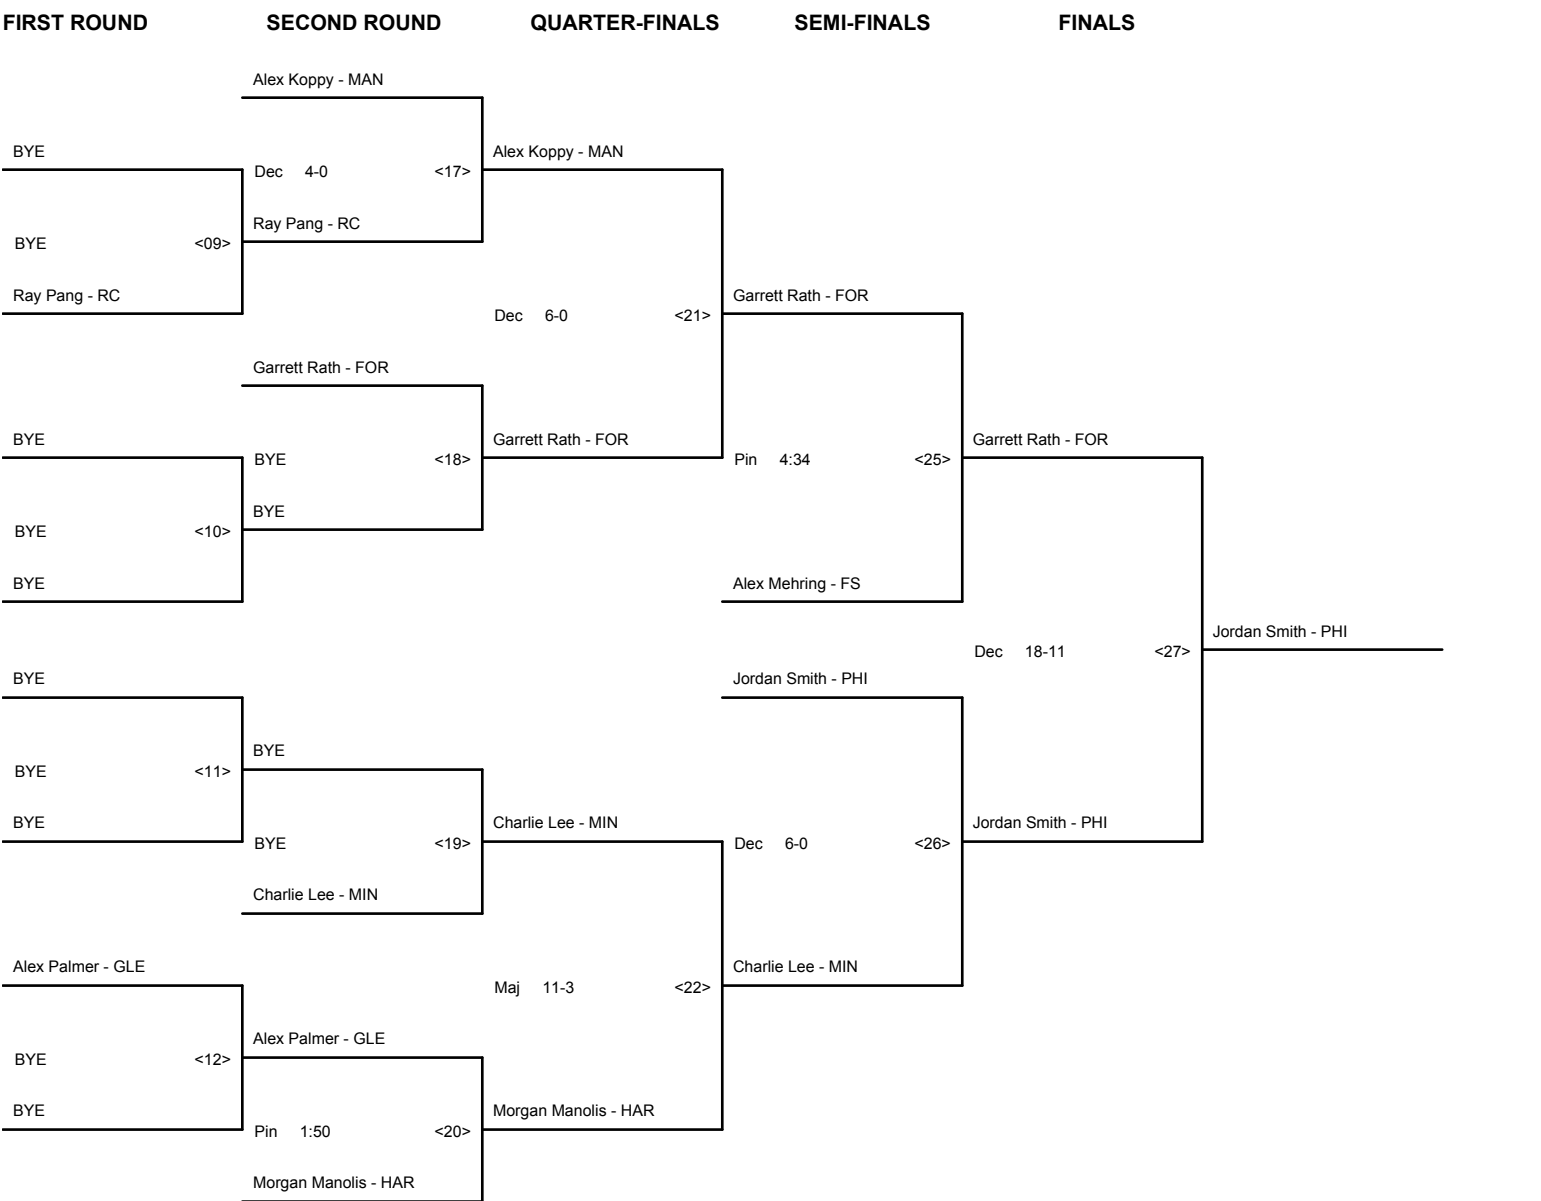 FIRST ROUND SECOND ROUND QUARTER-FINALS SEMI-FINALS FINALS
Alex Koppy - MAN
BYE
Alex Koppy - MAN
Dec 4-0 <17>
Ray Pang - RC
BYE <09>
Ray Pang - RC
Garrett Rath - FOR
Dec 6-0 <21>
Garrett Rath - FOR
BYE
Garrett Rath - FOR
Garrett Rath - FOR
BYE <18>
Pin 4:34 <25>
BYE
BYE <10>
BYE
Alex Mehring - FS
Jordan Smith - PHI
Dec 18-11 <27>
BYE
Jordan Smith - PHI
BYE
BYE <11>
BYE
Charlie Lee - MIN
Jordan Smith - PHI
BYE <19>
Dec 6-0 <26>
Charlie Lee - MIN
Alex Palmer - GLE
Charlie Lee - MIN
Maj 11-3 <22>
Alex Palmer - GLE
BYE <12>
BYE
Morgan Manolis - HAR
Pin 1:50 <20>
Morgan Manolis - HAR